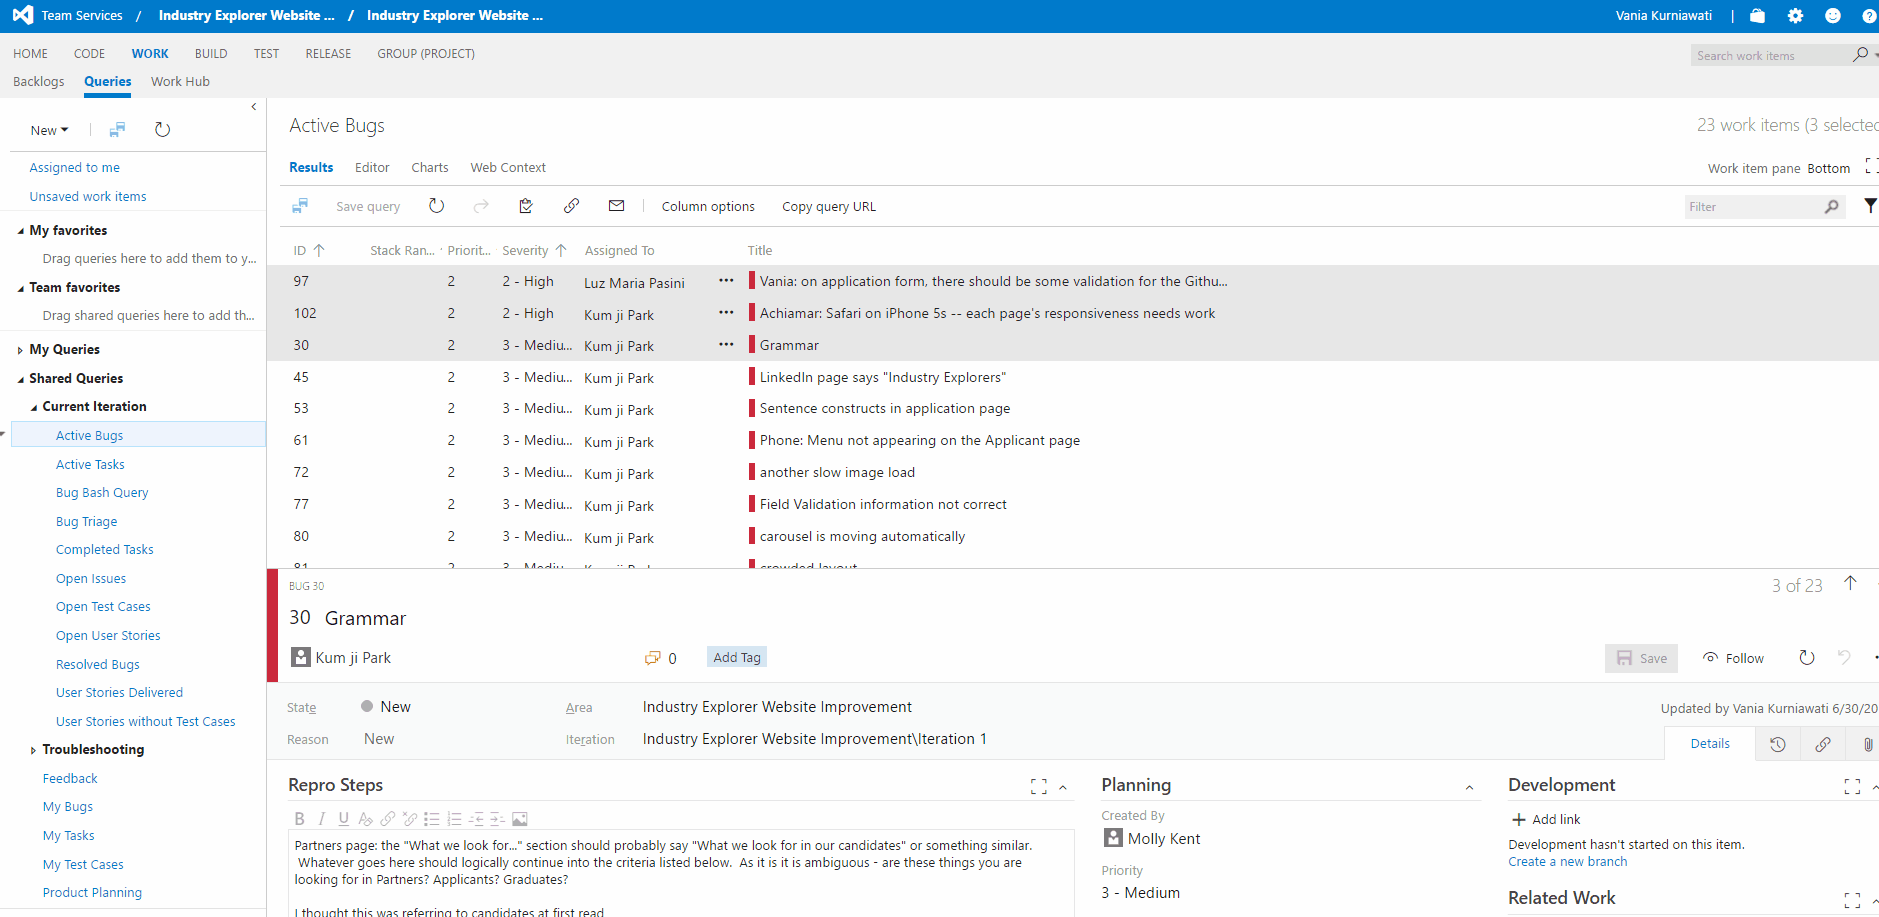 Team Services / Industry Explorer Website ... / Industry Explorer Website ... Vania Kurniawati
HOME CODE WORK BUILD TEST RELEASE GROUP (PROJECT) Search work items
Backlogs Queries Work Hub
New
Assigned to me
Unsaved work items
My favorites
Drag queries here to add them to y...
Team favorites
Drag shared queries here to add th...
My Queries
Shared Queries
Current Iteration
Active Bugs
Active Tasks
Bug Bash Query
Bug Triage
Completed Tasks
Open Issues
Open Test Cases
Open User Stories
Resolved Bugs
User Stories Delivered
User Stories without Test Cases
Troubleshooting
Feedback
My Bugs
My Tasks
My Test Cases
Product Planning
Active Bugs 23 work items (3 selected
Results Editor Charts Web Context Work item pane Bottom
Save query Column options Copy query URL Filter
ID Stack Ran... Priorit... Severity Assigned To Title
97 2 2 - High Luz Maria Pasini ... Vania: on application form, there should be some validation for the Githu...
102 2 2 - High Kum ji Park ... Achiamar: Safari on iPhone 5s -- each page's responsiveness needs work
30 2 3 - Mediu... Kum ji Park ... Grammar
45 2 3 - Mediu... Kum ji Park LinkedIn page says "Industry Explorers"
53 2 3 - Mediu... Kum ji Park Sentence constructs in application page
61 2 3 - Mediu... Kum ji Park Phone: Menu not appearing on the Applicant page
72 2 3 - Mediu... Kum ji Park another slow image load
77 2 3 - Mediu... Kum ji Park Field Validation information not correct
80 2 3 - Mediu... Kum ji Park carousel is moving automatically
81 2 3 - Mediu... Kum ji Park crowded layout
BUG 30 3 of 23
30 Grammar
Kum ji Park 0 Add Tag Save Follow
State New Area Industry Explorer Website Improvement Updated by Vania Kurniawati 6/30/20
Reason New Iteration Industry Explorer Website Improvement\Iteration 1
Details
Repro Steps
B I U
Partners page: the "What we look for..." section should probably say "What we look for in our candidates" or something similar.
Whatever goes here should logically continue into the criteria listed below. As it is it is ambiguous - are these things you are
looking for in Partners? Applicants? Graduates?
I thought this was referring to candidates at first read
Planning
Created By
Molly Kent
Priority
3 - Medium
Development
Add link
Development hasn't started on this item.
Create a new branch
Related Work